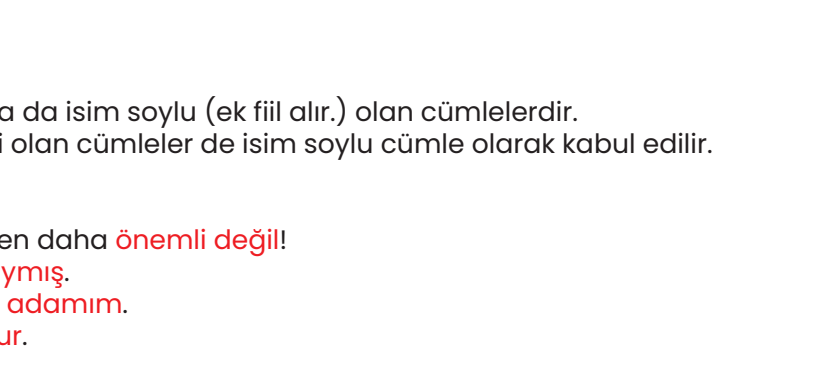 a da isim soylu (ek fiil alır.) olan cümlelerdir.
i olan cümleler de isim soylu cümle olarak kabul edilir.
en daha önemli değil!
ymış.
adamım.
ur.